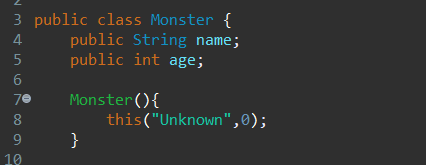 2
3 public class Monster {
4     public String name;
5     public int age;
6
7     Monster(){
8         this("Unknown",0);
9     }
10